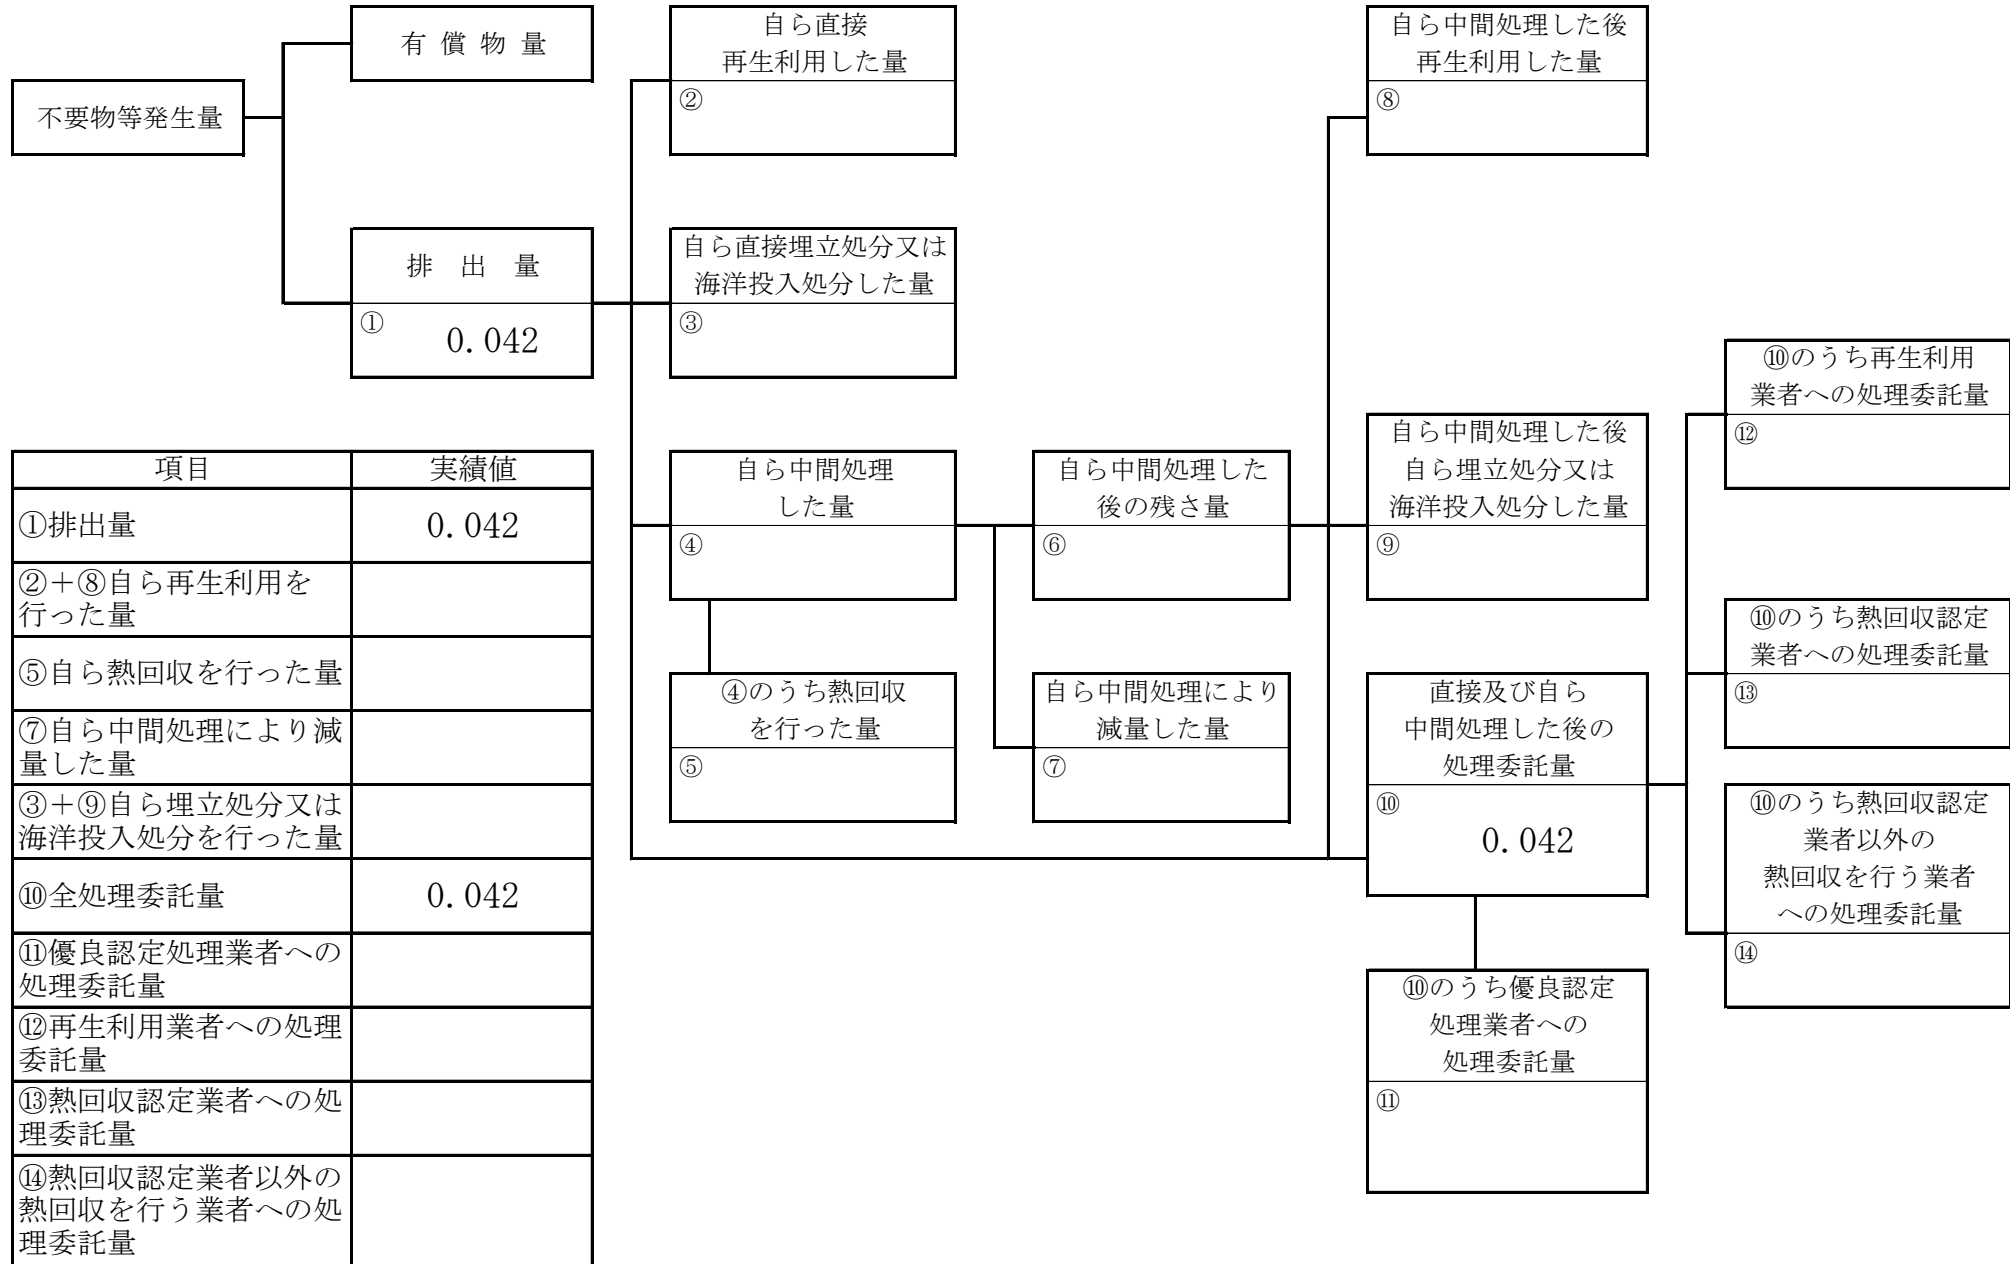 不要物等発生量
有 償 物 量
排 出 量
① 0.042
自ら直接
再生利用した量
②
自ら直接埋立処分又は
海洋投入処分した量
③
自ら中間処理
した量
④
④のうち熱回収
を行った量
⑤
自ら中間処理した
後の残さ量
⑥
自ら中間処理により
減量した量
⑦
自ら中間処理した後
再生利用した量
⑧
自ら中間処理した後
自ら埋立処分又は
海洋投入処分した量
⑨
直接及び自ら
中間処理した後の
処理委託量
⑩
0.042
⑩のうち優良認定
処理業者への
処理委託量
⑪
⑩のうち再生利用
業者への処理委託量
⑫
⑩のうち熱回収認定
業者への処理委託量
⑬
⑩のうち熱回収認定
業者以外の
熱回収を行う業者
への処理委託量
⑭
項目 実績値
①排出量 0.042
②＋⑧自ら再生利用を
行った量
⑤自ら熱回収を行った量
⑦自ら中間処理により減
量した量
③＋⑨自ら埋立処分又は
海洋投入処分を行った量
⑩全処理委託量 0.042
⑪優良認定処理業者への
処理委託量
⑫再生利用業者への処理
委託量
⑬熱回収認定業者への処
理委託量
⑭熱回収認定業者以外の
熱回収を行う業者への処
理委託量